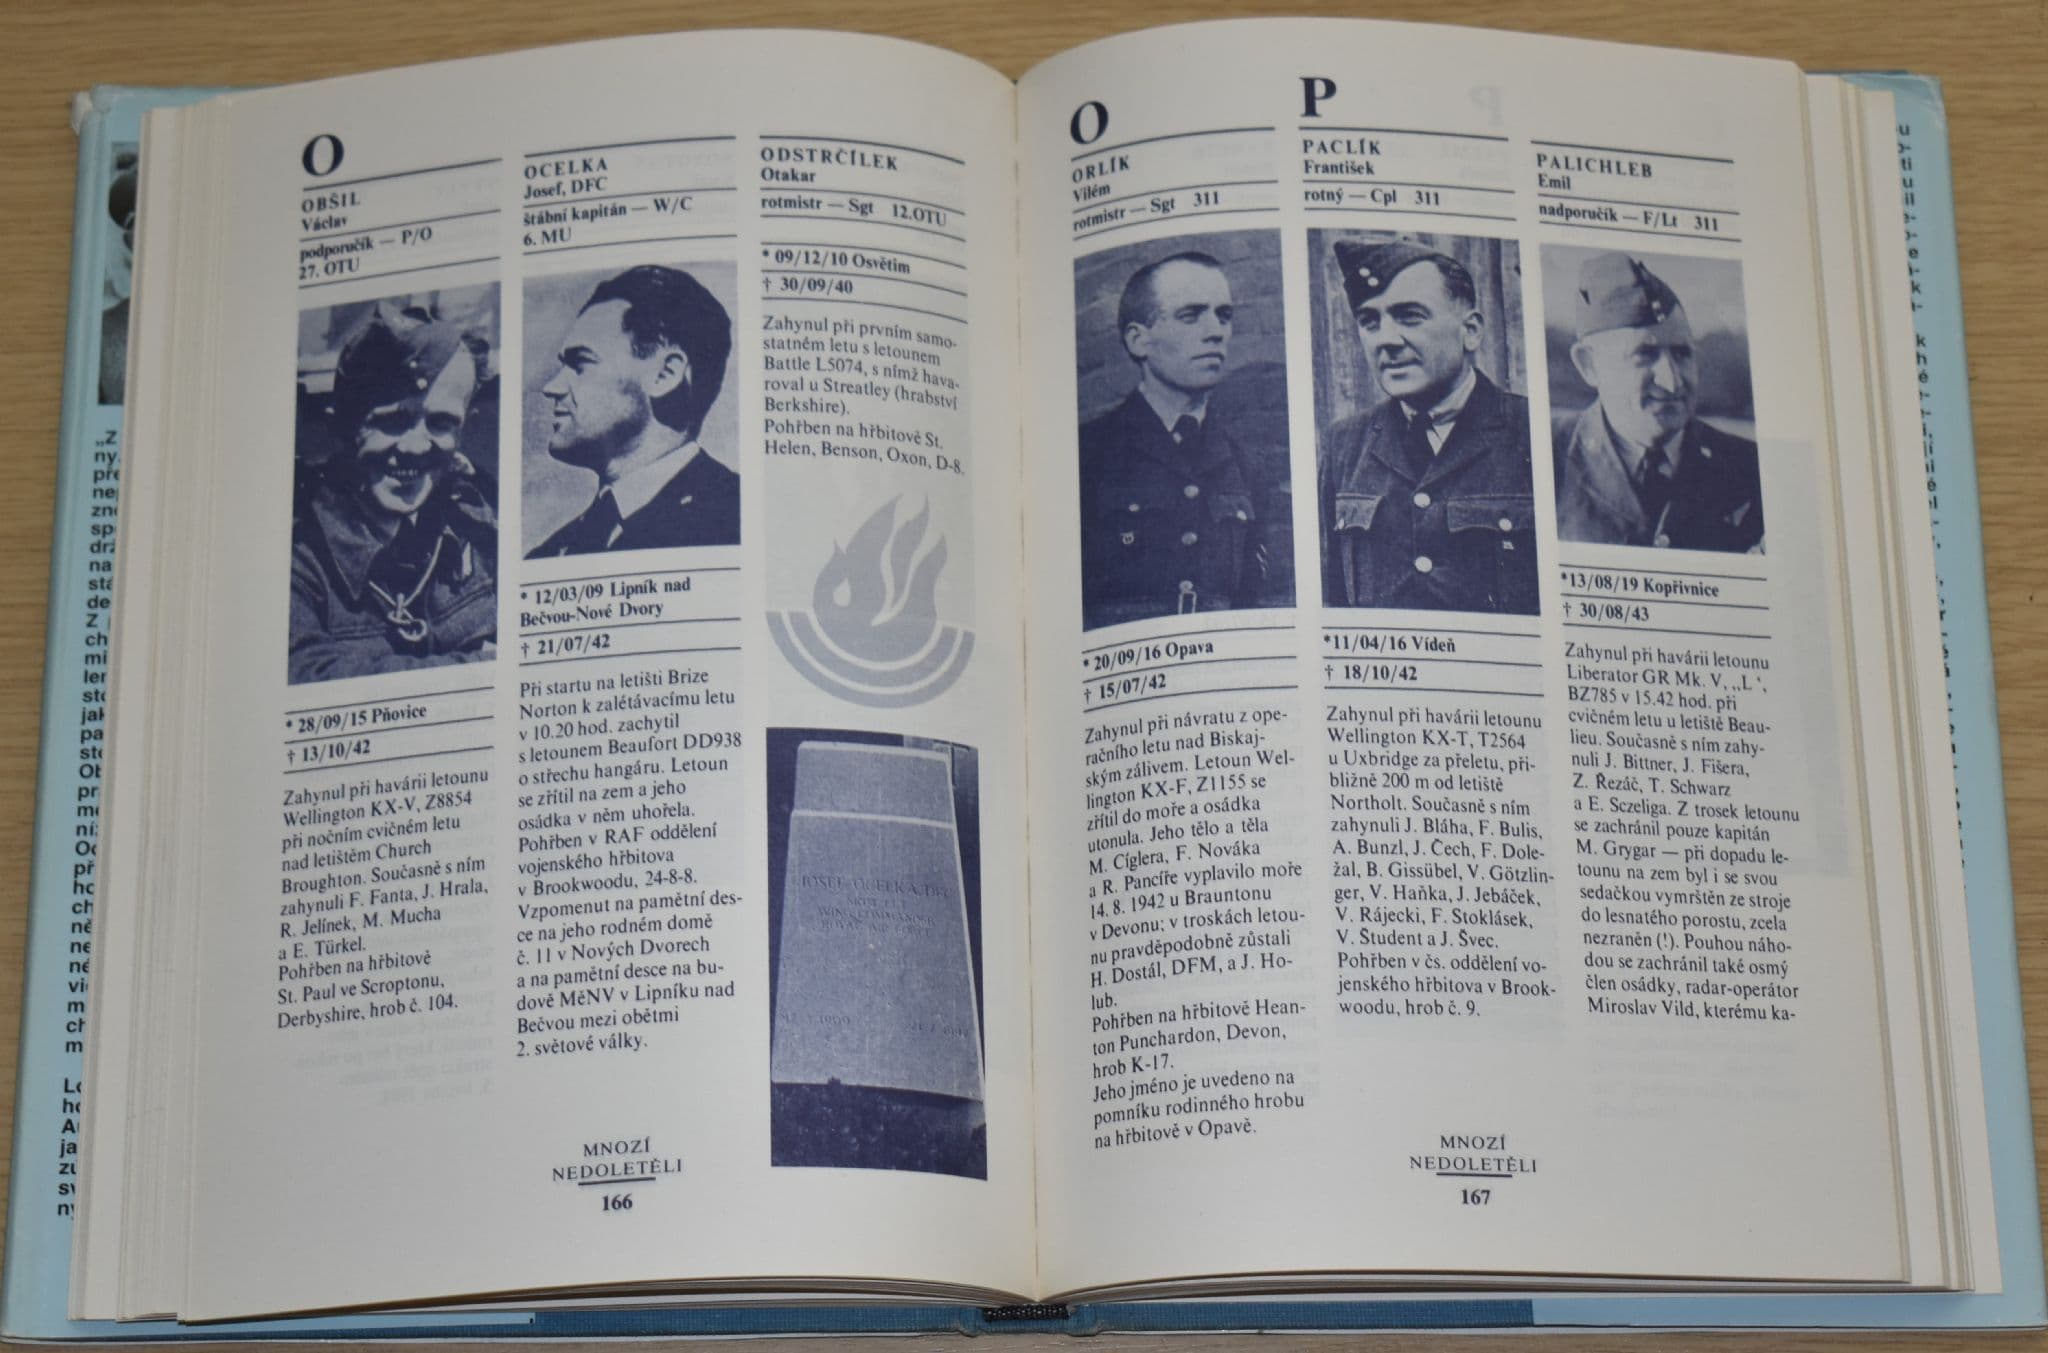 O
OBŠIL
Václav
podporučík — P/O
27. OTU
* 28/09/15 Pňovice
† 13/10/42
Zahynul při havárii letounu
Wellington KX-V, Z8854
při nočním cvičném letu
nad letištěm Church
Broughton. Současně s ním
zahynuli F. Fanta, J. Hrala,
R. Jelínek, M. Mucha
a E. Türkel.
Pohřben na hřbitově
St. Paul ve Scroptonu,
Derbyshire, hrob č. 104.
OCELKA
Josef, DFC
štábní kapitán — W/C
6. MU
* 12/03/09 Lipník nad
Bečvou-Nové Dvory
† 21/07/42
Při startu na letišti Brize
Norton k zalétávacímu letu
v 10.20 hod. zachytil
s letounem Beaufort DD938
o střechu hangáru. Letoun
se zřítil na zem a jeho
osádka v něm uhořela.
Pohřben v RAF oddělení
vojenského hřbitova
v Brookwoodu, 24-8-8.
Vzpomenut na pamětní des-
ce na jeho rodném domě
č. 11 v Nových Dvorech
a na pamětní desce na bu-
dově MěNV v Lipníku nad
Bečvou mezi obětmi
2. světové války.
ODSTRČÍLEK
Otakar
rotmistr — Sgt 12.OTU
* 09/12/10 Osvětim
† 30/09/40
Zahynul při prvním samo-
statném letu s letounem
Battle L5074, s nímž hava-
roval u Streatley (hrabství
Berkshire).
Pohřben na hřbitově St.
Helen, Benson, Oxon, D-8.
JOSEF OCELKA DFC
WING COMMANDER
ROYAL AIR FORCE
MNOZÍ
NEDOLETĚLI
166
O
ORLÍK
Vilém
rotmistr — Sgt 311
* 20/09/16 Opava
† 15/07/42
Zahynul při návratu z ope-
račního letu nad Biskaj-
ským zálivem. Letoun Wel-
lington KX-F, Z1155 se
zřítil do moře a osádka
utonula. Jeho tělo a těla
M. Cíglera, F. Nováka
a R. Pancíře vyplavilo moře
14. 8. 1942 u Brauntonu
v Devonu; v troskách letou-
nu pravděpodobně zůstali
H. Dostál, DFM, a J. Ho-
lub.
Pohřben na hřbitově Hean-
ton Punchardon, Devon,
hrob K-17.
Jeho jméno je uvedeno na
pomníku rodinného hrobu
na hřbitově v Opavě.
P
PACLÍK
František
rotný — Cpl 311
*11/04/16 Vídeň
† 18/10/42
Zahynul při havárii letounu
Wellington KX-T, T2564
u Uxbridge za přeletu, při-
bližně 200 m od letiště
Northolt. Současně s ním
zahynuli J. Bláha, F. Bulis,
A. Bunzl, J. Čech, F. Dole-
žal, B. Gissübel, V. Götzlin-
ger, V. Haňka, J. Jebáček,
V. Rájecki, F. Stoklásek,
V. Študent a J. Švec.
Pohřben v čs. oddělení vo-
jenského hřbitova v Brook-
woodu, hrob č. 9.
PALICHLEB
Emil
nadporučík — F/Lt 311
*13/08/19 Kopřivnice
† 30/08/43
Zahynul při havárii letounu
Liberator GR Mk. V, „L‘,
BZ785 v 15.42 hod. při
cvičném letu u letiště Beau-
lieu. Současně s ním zahy-
nuli J. Bittner, J. Fišera,
Z. Řezáč, T. Schwarz
a E. Sczeliga. Z trosek letounu
se zachránil pouze kapitán
M. Grygar — při dopadu le-
tounu na zem byl i se svou
sedačkou vymrštěn ze stroje
do lesnatého porostu, zcela
nezraněn (!). Pouhou náho-
dou se zachránil také osmý
člen osádky, radar-operátor
Miroslav Vild, kterému ka-
MNOZÍ
NEDOLETĚLI
167